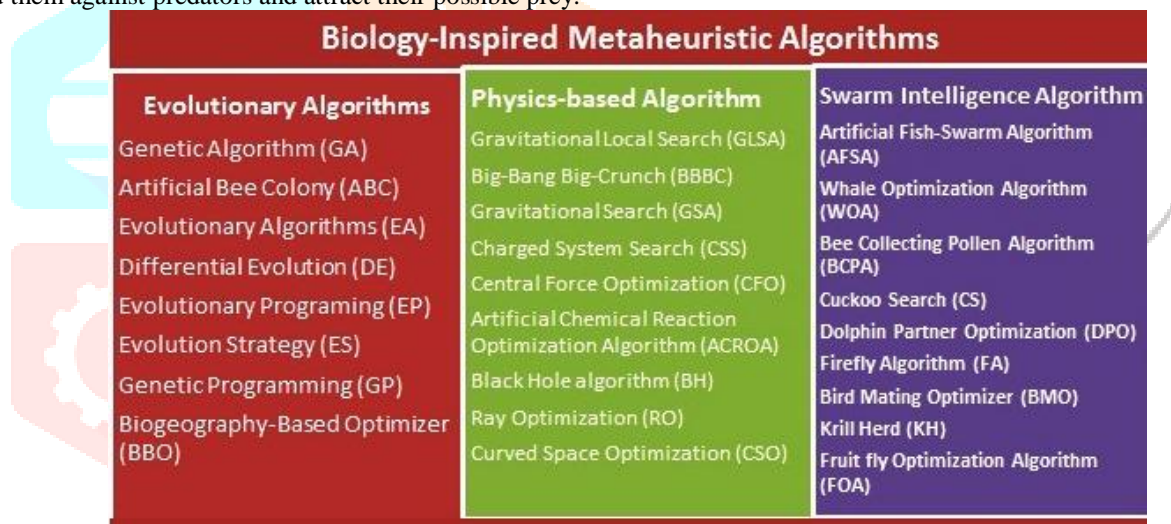 them against predators and attract their possible prey.
Biology-Inspired Metaheuristic Algorithms
Evolutionary Algorithms
Genetic Algorithm (GA)
Artificial Bee Colony (ABC)
Evolutionary Algorithms (EA)
Differential Evolution (DE)
Evolutionary Programing (EP)
Evolution Strategy (ES)
Genetic Programming (GP)
Biogeography-Based Optimizer
(BBO)
Physics-based Algorithm
Gravitational Local Search (GLSA)
Big-Bang Big-Crunch (BBBC)
Gravitational Search (GSA)
Charged System Search (CSS)
Central Force Optimization (CFO)
Artificial Chemical Reaction
Optimization Algorithm (ACROA)
Black Hole algorithm (BH)
Ray Optimization (RO)
Curved Space Optimization (CSO)
Swarm Intelligence Algorithm
Artificial Fish-Swarm Algorithm
(AFSA)
Whale Optimization Algorithm
(WOA)
Bee Collecting Pollen Algorithm
(BCPA)
Cuckoo Search (CS)
Dolphin Partner Optimization (DPO)
Firefly Algorithm (FA)
Bird Mating Optimizer (BMO)
Krill Herd (KH)
Fruit fly Optimization Algorithm
(FOA)